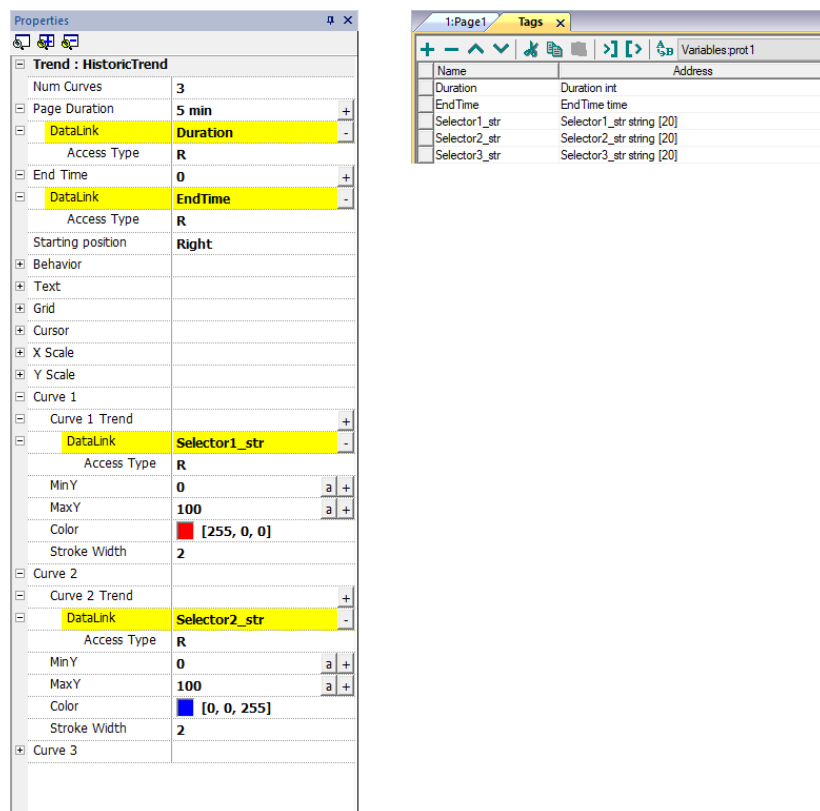 Properties
Trend : HistoricTrend
Num Curves 3
Page Duration 5 min +
DataLink Duration -
Access Type R
End Time 0 +
DataLink EndTime -
Access Type R
Starting position Right
Behavior
Text
Grid
Cursor
X Scale
Y Scale
Curve 1
Curve 1 Trend +
DataLink Selector1_str -
Access Type R
MinY 0 a +
MaxY 100 a +
Color [255, 0, 0]
Stroke Width 2
Curve 2
Curve 2 Trend +
DataLink Selector2_str -
Access Type R
MinY 0 a +
MaxY 100 a +
Color [0, 0, 255]
Stroke Width 2
Curve 3
1:Page1 Tags
Variables:prot1
Name Address
Duration Duration int
EndTime EndTime time
Selector1_str Selector1_str string [20]
Selector2_str Selector2_str string [20]
Selector3_str Selector3_str string [20]